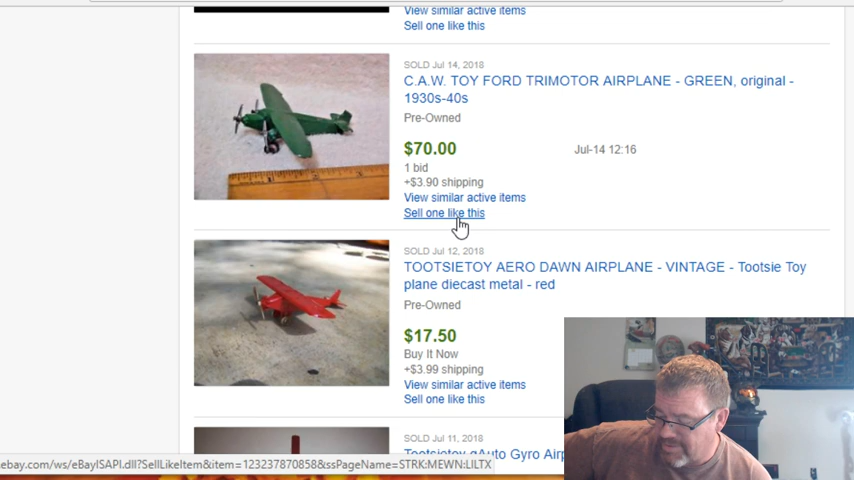 View similar active items
Sell one like this
SOLD Jul 14, 2018
C.A.W. TOY FORD TRIMOTOR AIRPLANE - GREEN, original -
1930s-40s
Pre-Owned
$70.00
Jul-14 12:16
1 bid
+$3.90 shipping
View similar active items
Sell one like this
SOLD Jul 12, 2018
TOOTSIETOY AERO DAWN AIRPLANE - VINTAGE - Tootsie Toy
plane diecast metal - red
Pre-Owned
$17.50
Buy It Now
+$3.99 shipping
View similar active items
Sell one like this
SOLD Jul 11, 2018
Tootsietoy gAuto Gyro
ebay.com/ws/eBayISAPI.dll?SellLikeItem&item=123237870858&ssPageName=STRK:MEWN:LILTX